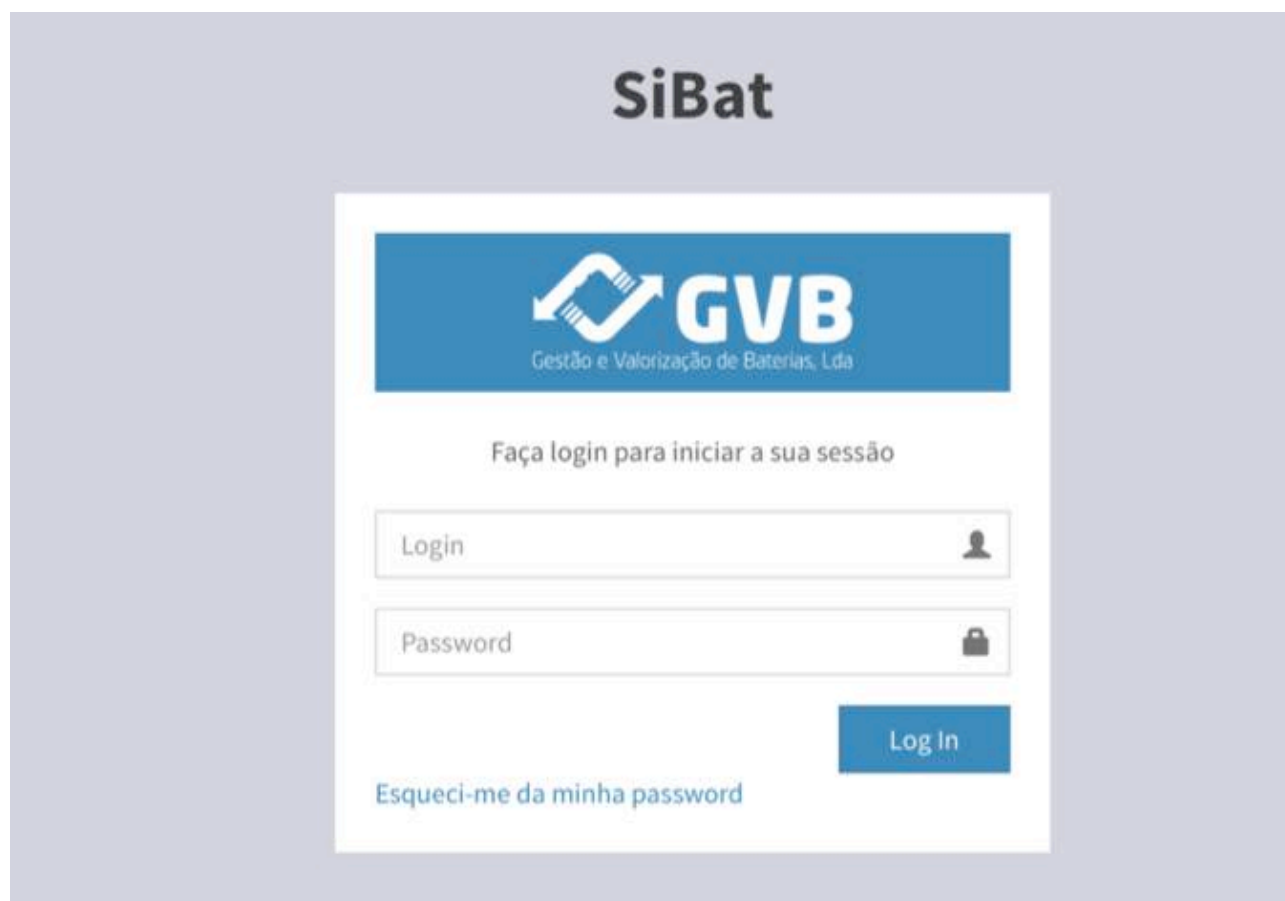 SiBat
GVB
Gestão e Valorização de Baterias, Lda
Faça login para iniciar a sua sessão
Login
Password
Log In
Esqueci-me da minha password